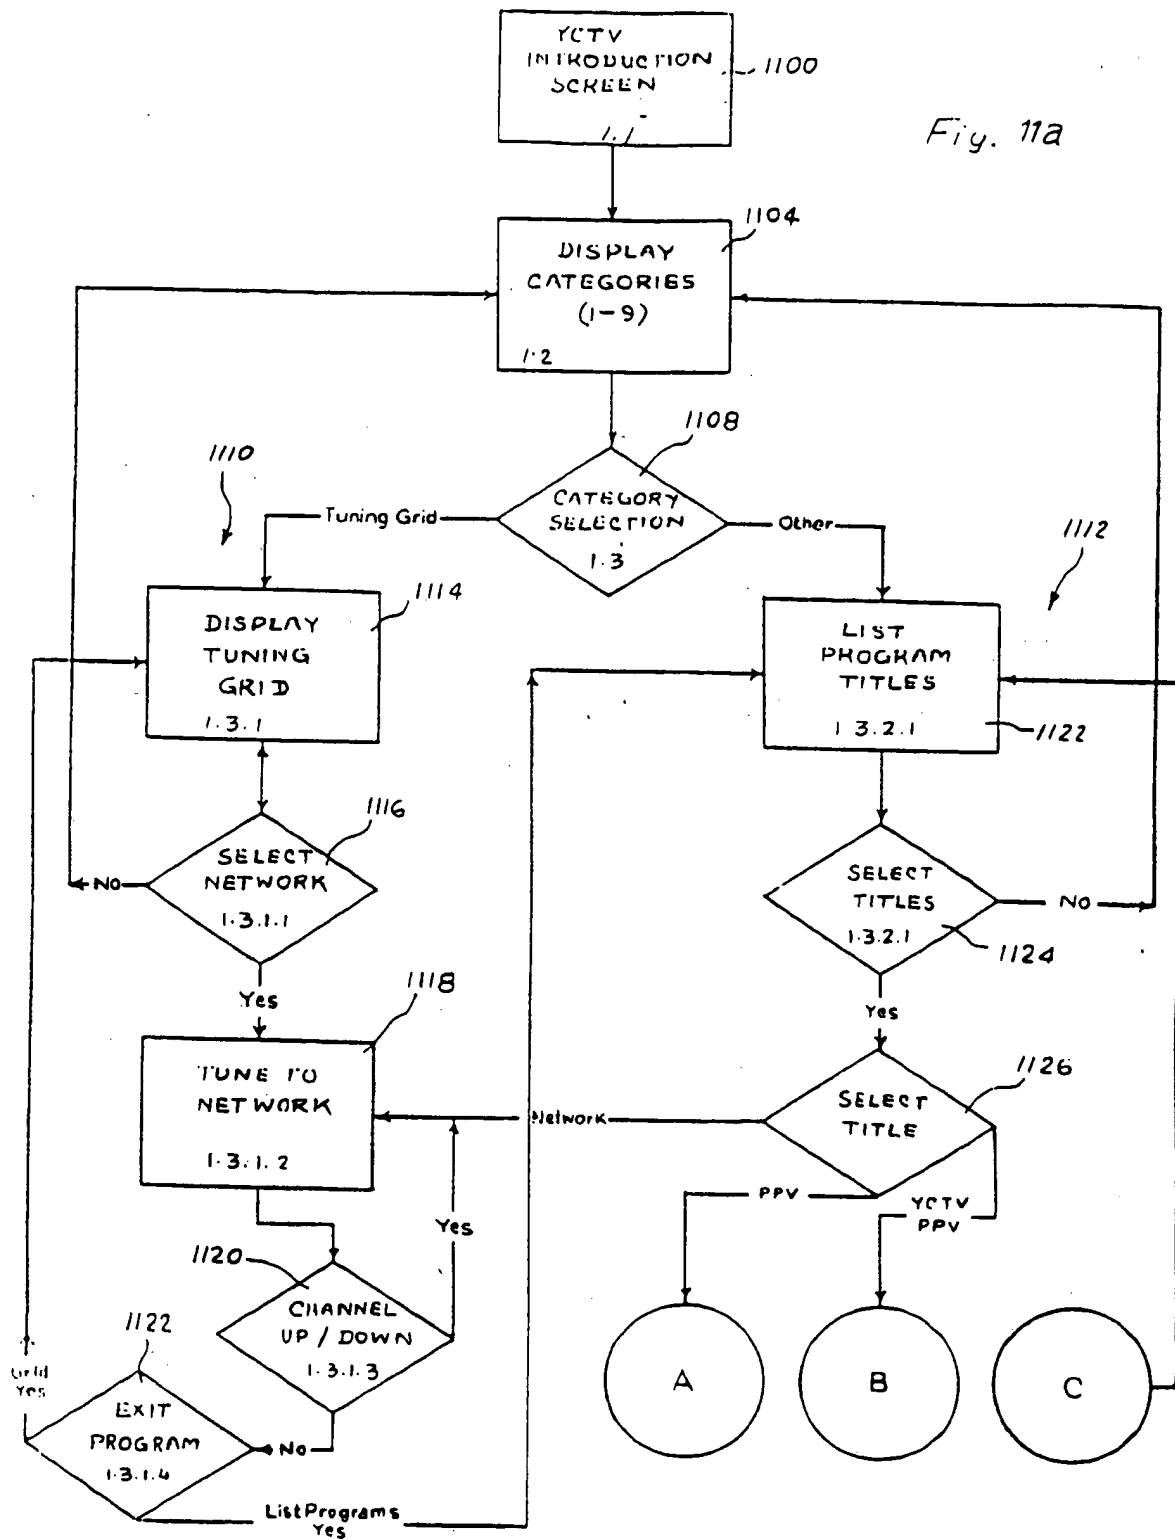 YCTV
INTRODUCTION
SCREEN
1.1
1100
Fig. 11a
1104
DISPLAY
CATEGORIES
(1-9)
1.2
1108
1110
CATEGORY
SELECTION
1.3
Tuning Grid
Other
1112
1114
DISPLAY
TUNING
GRID
1.3.1
LIST
PROGRAM
TITLES
1.3.2.1
1122
1116
SELECT
NETWORK
1.3.1.1
No
SELECT
TITLES
1.3.2.1
No
1124
Yes
Yes
1118
TUNE TO
NETWORK
1.3.1.2
Network
1126
SELECT
TITLE
PPV
YCTV
PPV
Yes
1120
CHANNEL
UP / DOWN
1.3.1.3
1122
Grid
Yes
EXIT
PROGRAM
1.3.1.4
No
A
B
C
List Programs
Yes